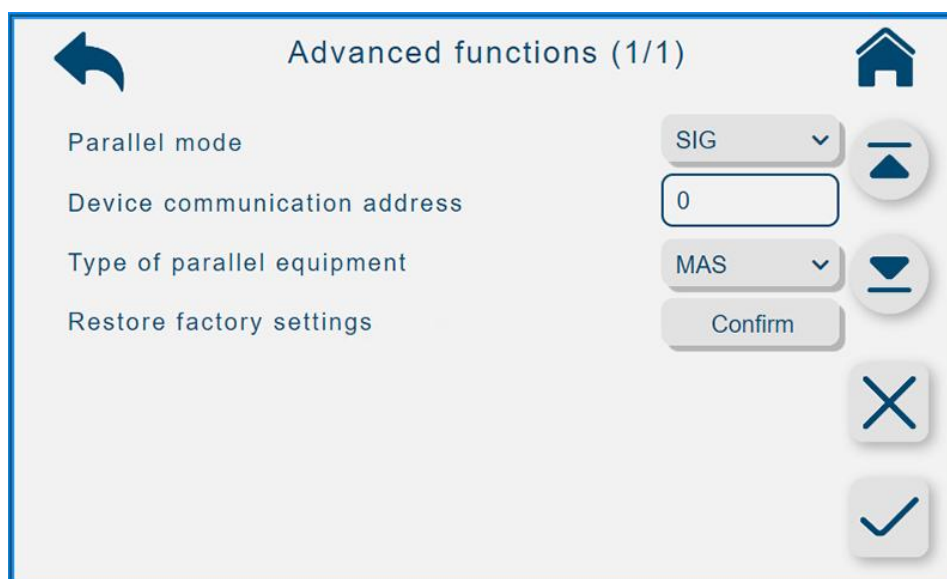 Advanced functions (1/1)
Parallel mode SIG
Device communication address 0
Type of parallel equipment MAS
Restore factory settings Confirm